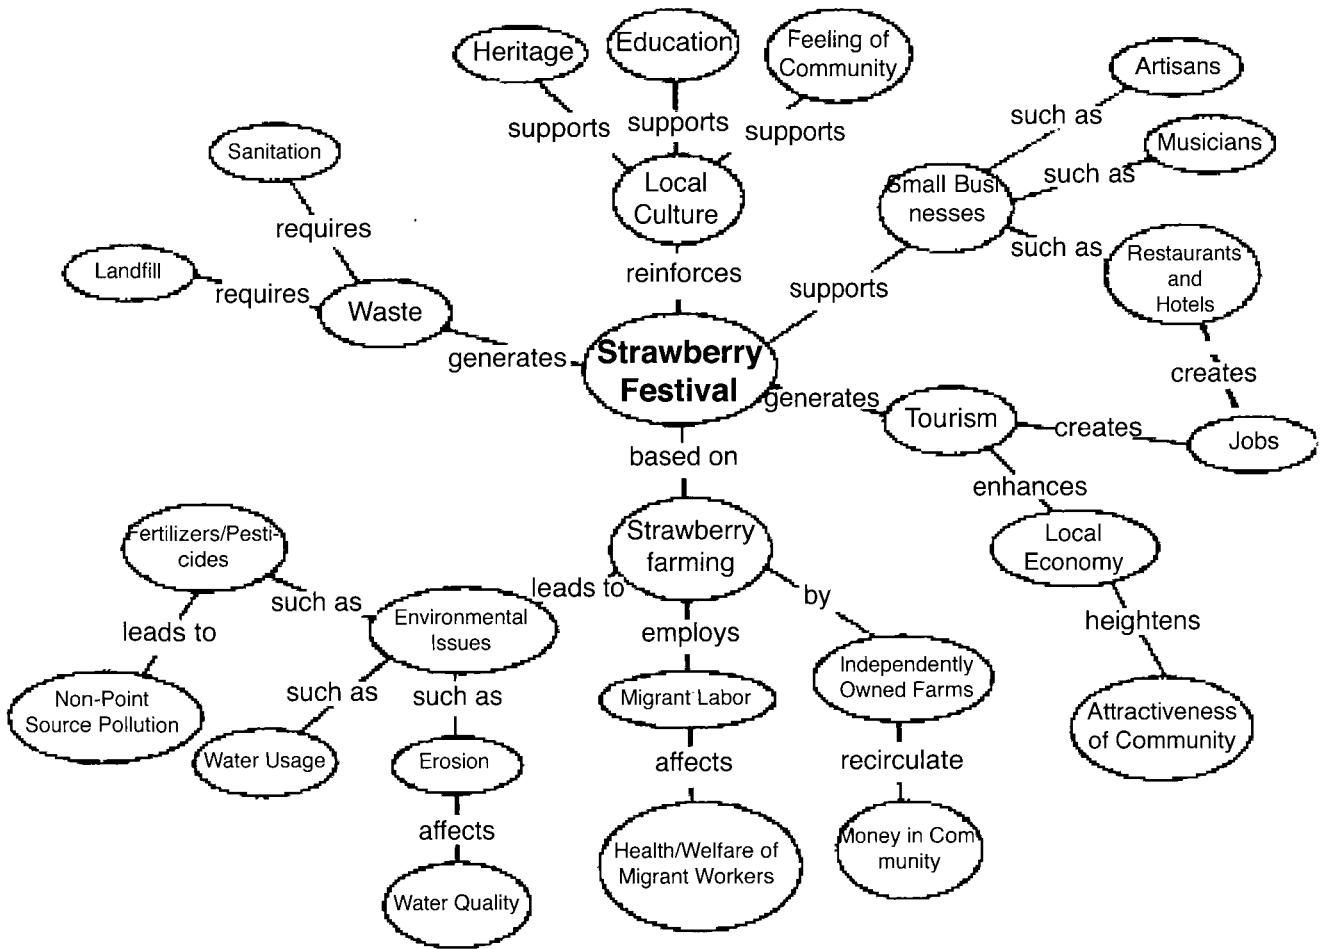 Heritage
Education
Feeling of
Community
Artisans
such as
supports
supports
supports
Musicians
Sanitation
such as
Local
Culture
Small Busi
nesses
requires
such as
Restaurants
and
Hotels
Landfill
requires
reinforces
supports
Waste
generates
Strawberry
Festival
creates
generates
Tourism
creates
Jobs
based on
enhances
Fertilizers/Pesti-
cides
Strawberry
farming
Local
Economy
such as
leads to
by
leads to
Environmental
Issues
employs
heightens
Independently
Owned Farms
such as
such as
Migrant Labor
Non-Point
Source Pollution
Attractiveness
of Community
Water Usage
Erosion
affects
recirculate
affects
Money in Com
munity
Health/Welfare of
Migrant Workers
Water Quality